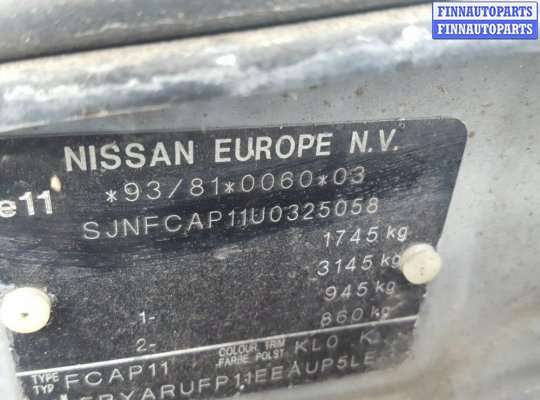 FINNAUTOPARTS
FINNAUTOPARTS
NISSAN EUROPE N.V.
e11 *93/81*0060*03
SJNFCAP11U0325058
1745 kg
3145 kg
1- 945 kg
2- 860 kg
TYPE TYP FCAP11 COLOUR, TRIM FARBE POLST KL0 K